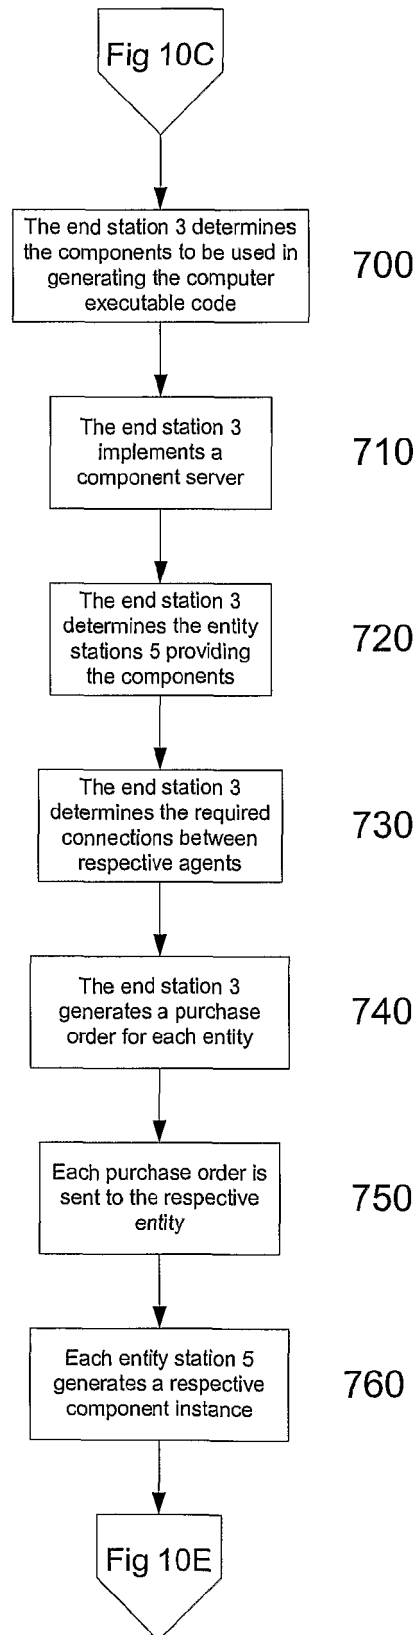 Fig 10C
The end station 3 determines
the components to be used in
generating the computer
executable code
700
The end station 3
implements a
component server
710
The end station 3
determines the entity
stations 5 providing
the components
720
The end station 3
determines the required
connections between
respective agents
730
The end station 3
generates a purchase
order for each entity
740
Each purchase order is
sent to the respective
entity
750
Each entity station 5
generates a respective
component instance
760
Fig 10E